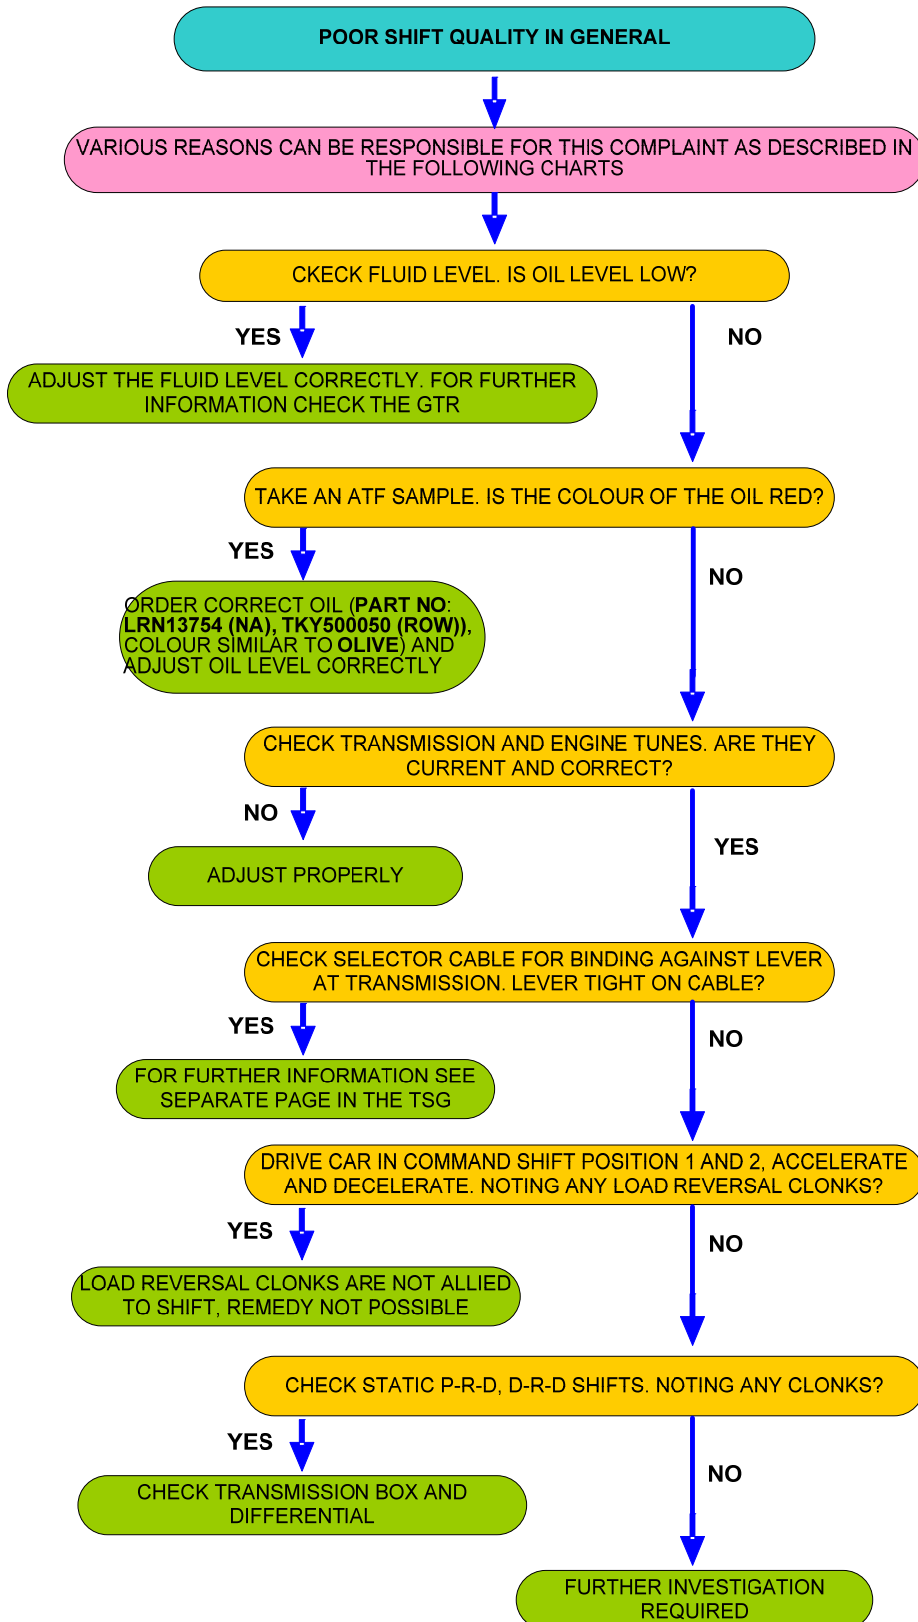 POOR SHIFT QUALITY IN GENERAL
VARIOUS REASONS CAN BE RESPONSIBLE FOR THIS COMPLAINT AS DESCRIBED IN
THE FOLLOWING CHARTS
CKECK FLUID LEVEL. IS OIL LEVEL LOW?
YES
NO
ADJUST THE FLUID LEVEL CORRECTLY. FOR FURTHER
INFORMATION CHECK THE GTR
TAKE AN ATF SAMPLE. IS THE COLOUR OF THE OIL RED?
YES
NO
ORDER CORRECT OIL (PART NO:
LRN13754 (NA), TKY500050 (ROW)),
COLOUR SIMILAR TO OLIVE) AND
ADJUST OIL LEVEL CORRECTLY
CHECK TRANSMISSION AND ENGINE TUNES. ARE THEY
CURRENT AND CORRECT?
NO
YES
ADJUST PROPERLY
CHECK SELECTOR CABLE FOR BINDING AGAINST LEVER
AT TRANSMISSION. LEVER TIGHT ON CABLE?
YES
NO
FOR FURTHER INFORMATION SEE
SEPARATE PAGE IN THE TSG
DRIVE CAR IN COMMAND SHIFT POSITION 1 AND 2, ACCELERATE
AND DECELERATE. NOTING ANY LOAD REVERSAL CLONKS?
YES
NO
LOAD REVERSAL CLONKS ARE NOT ALLIED
TO SHIFT, REMEDY NOT POSSIBLE
CHECK STATIC P-R-D, D-R-D SHIFTS. NOTING ANY CLONKS?
YES
NO
CHECK TRANSMISSION BOX AND
DIFFERENTIAL
FURTHER INVESTIGATION
REQUIRED